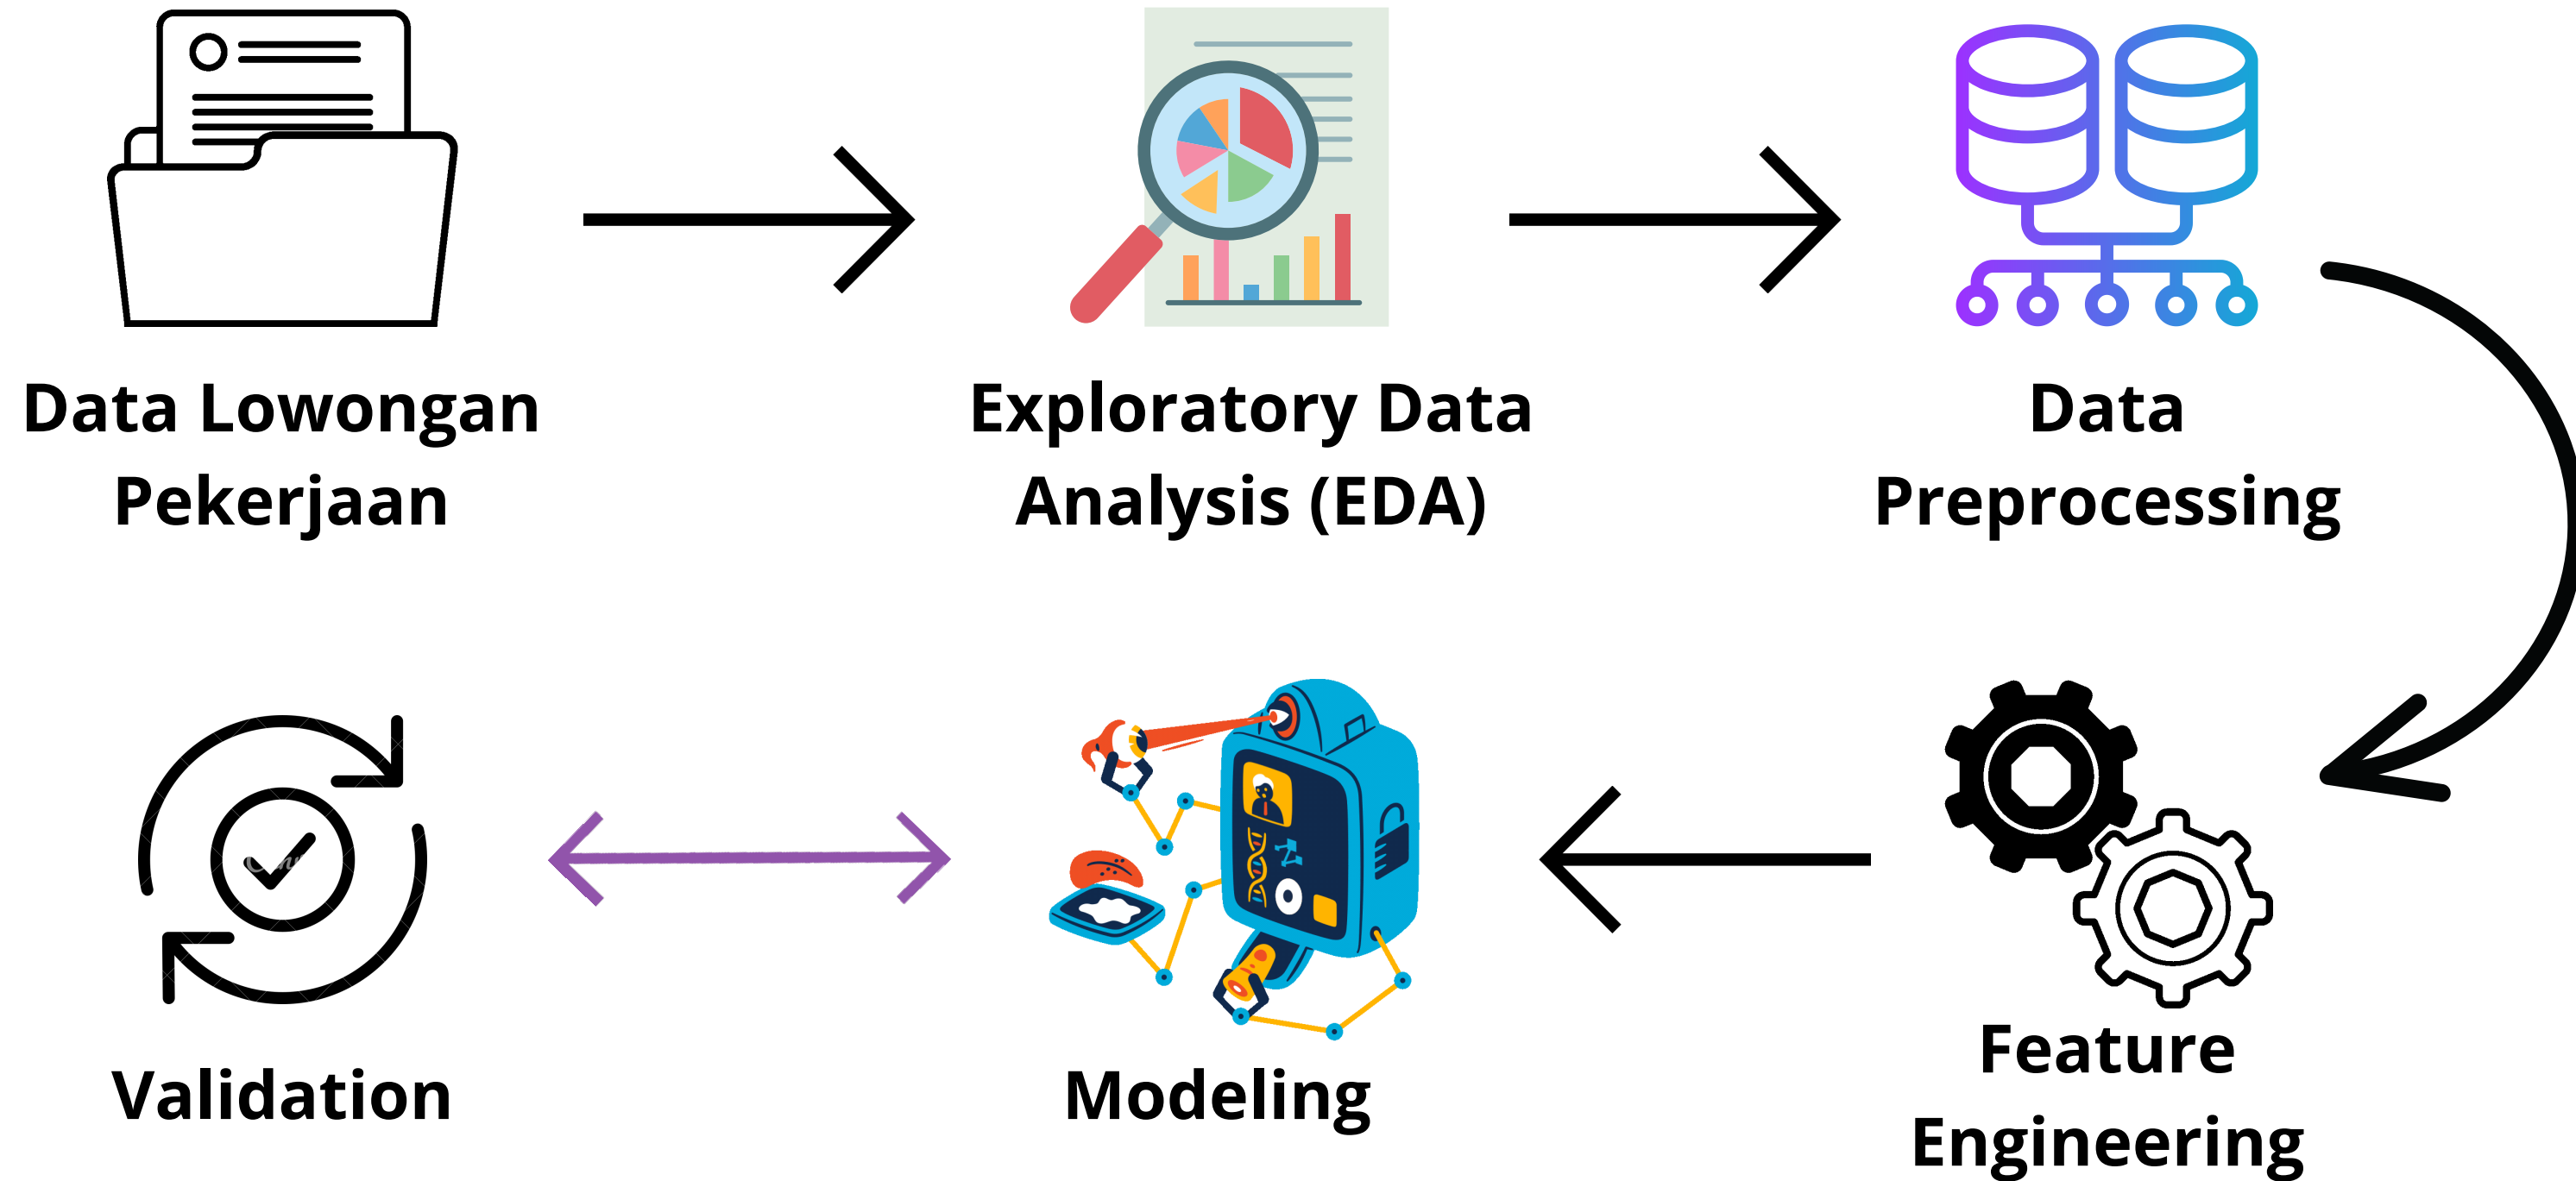 Data Lowongan
Pekerjaan
Exploratory Data
Analysis (EDA)
Data
Preprocessing
Validation
Modeling
Feature
Engineering